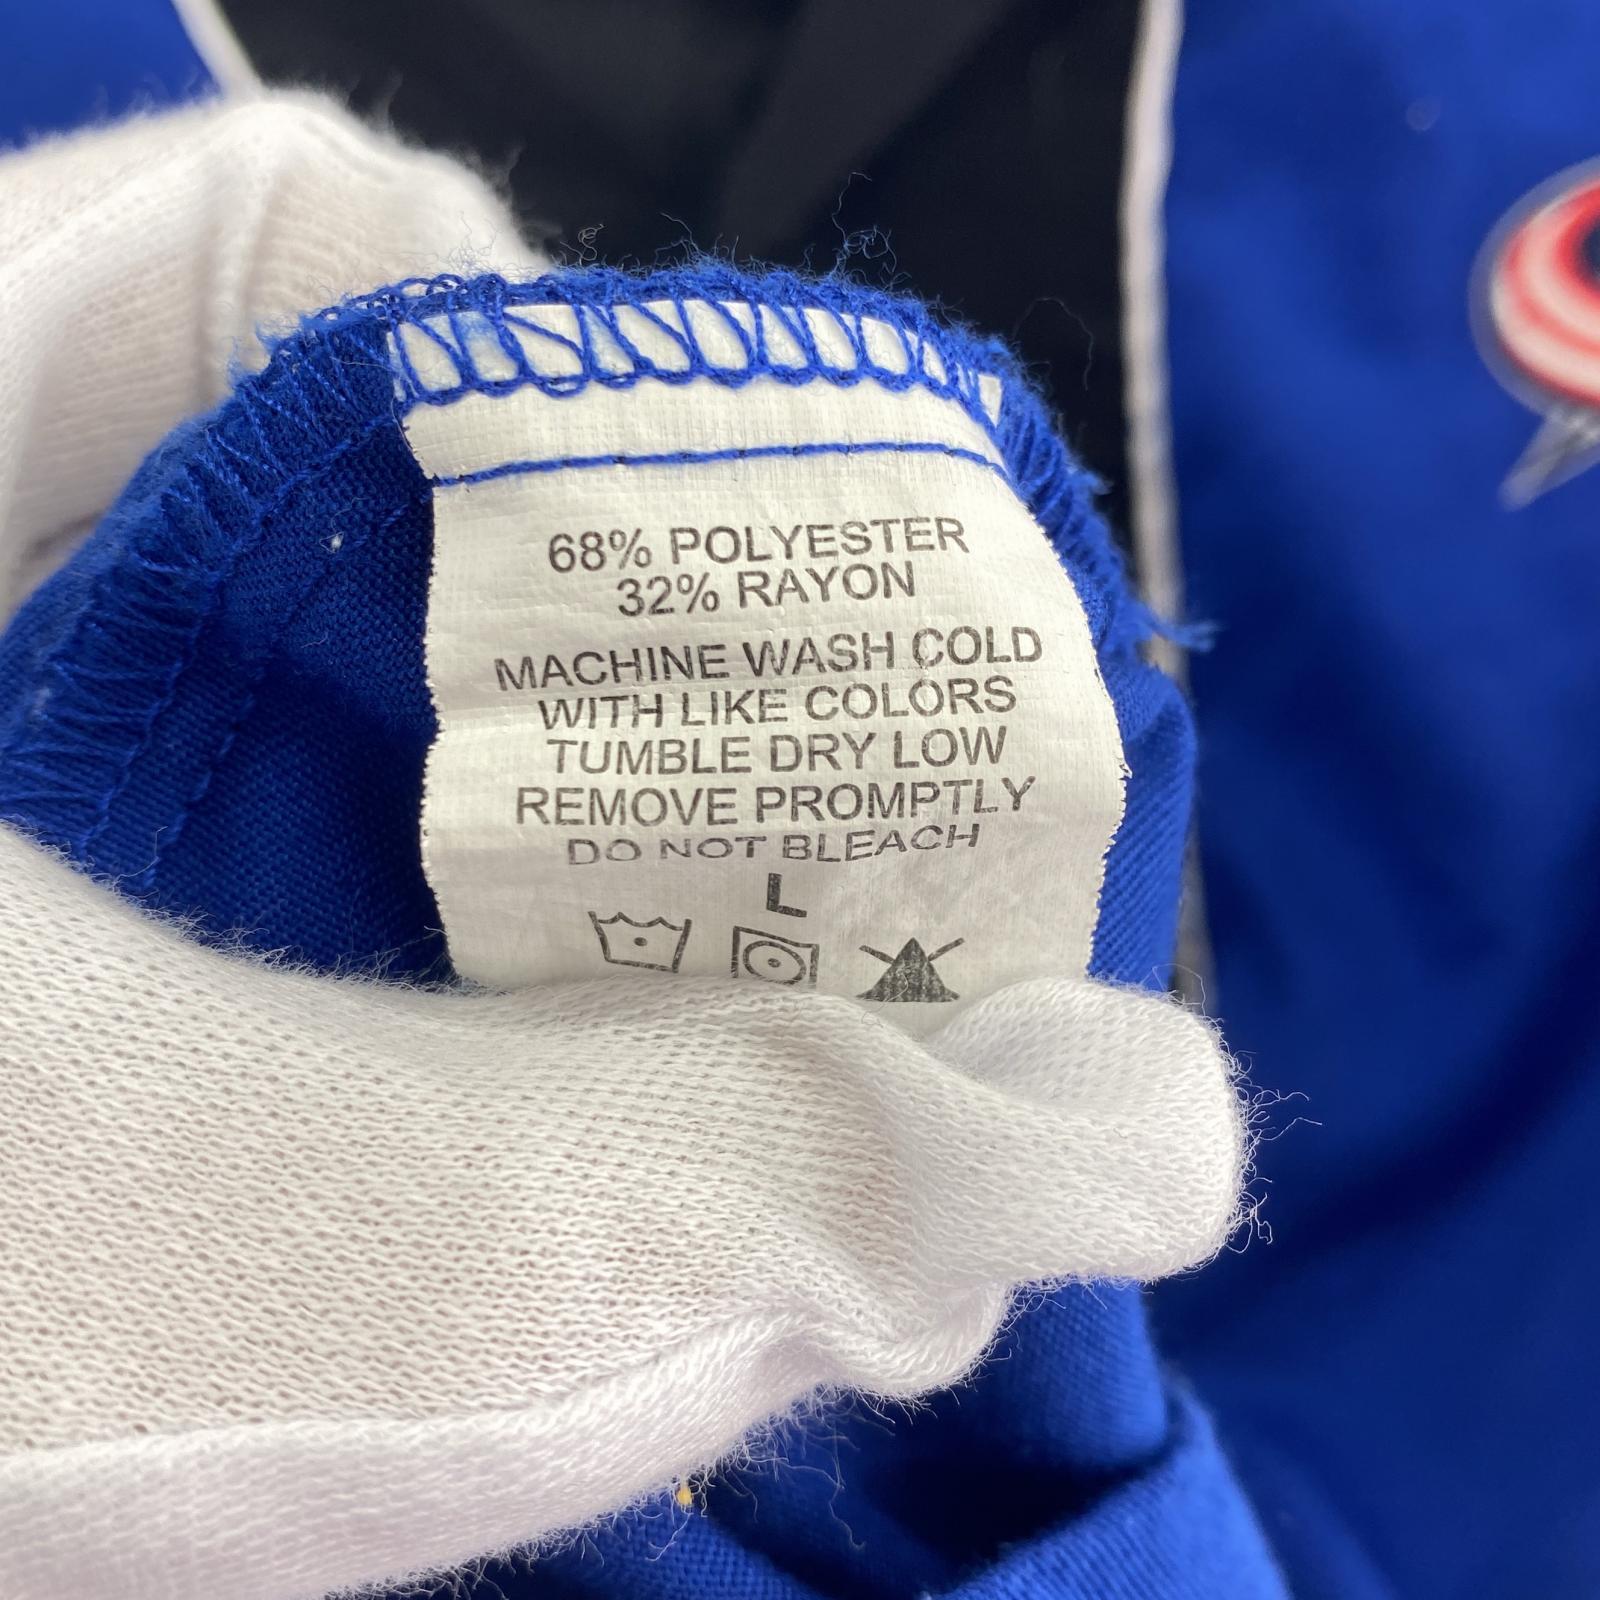 68% POLYESTER
32% RAYON
MACHINE WASH COLD
WITH LIKE COLORS
TUMBLE DRY LOW
REMOVE PROMPTLY
DO NOT BLEACH
L